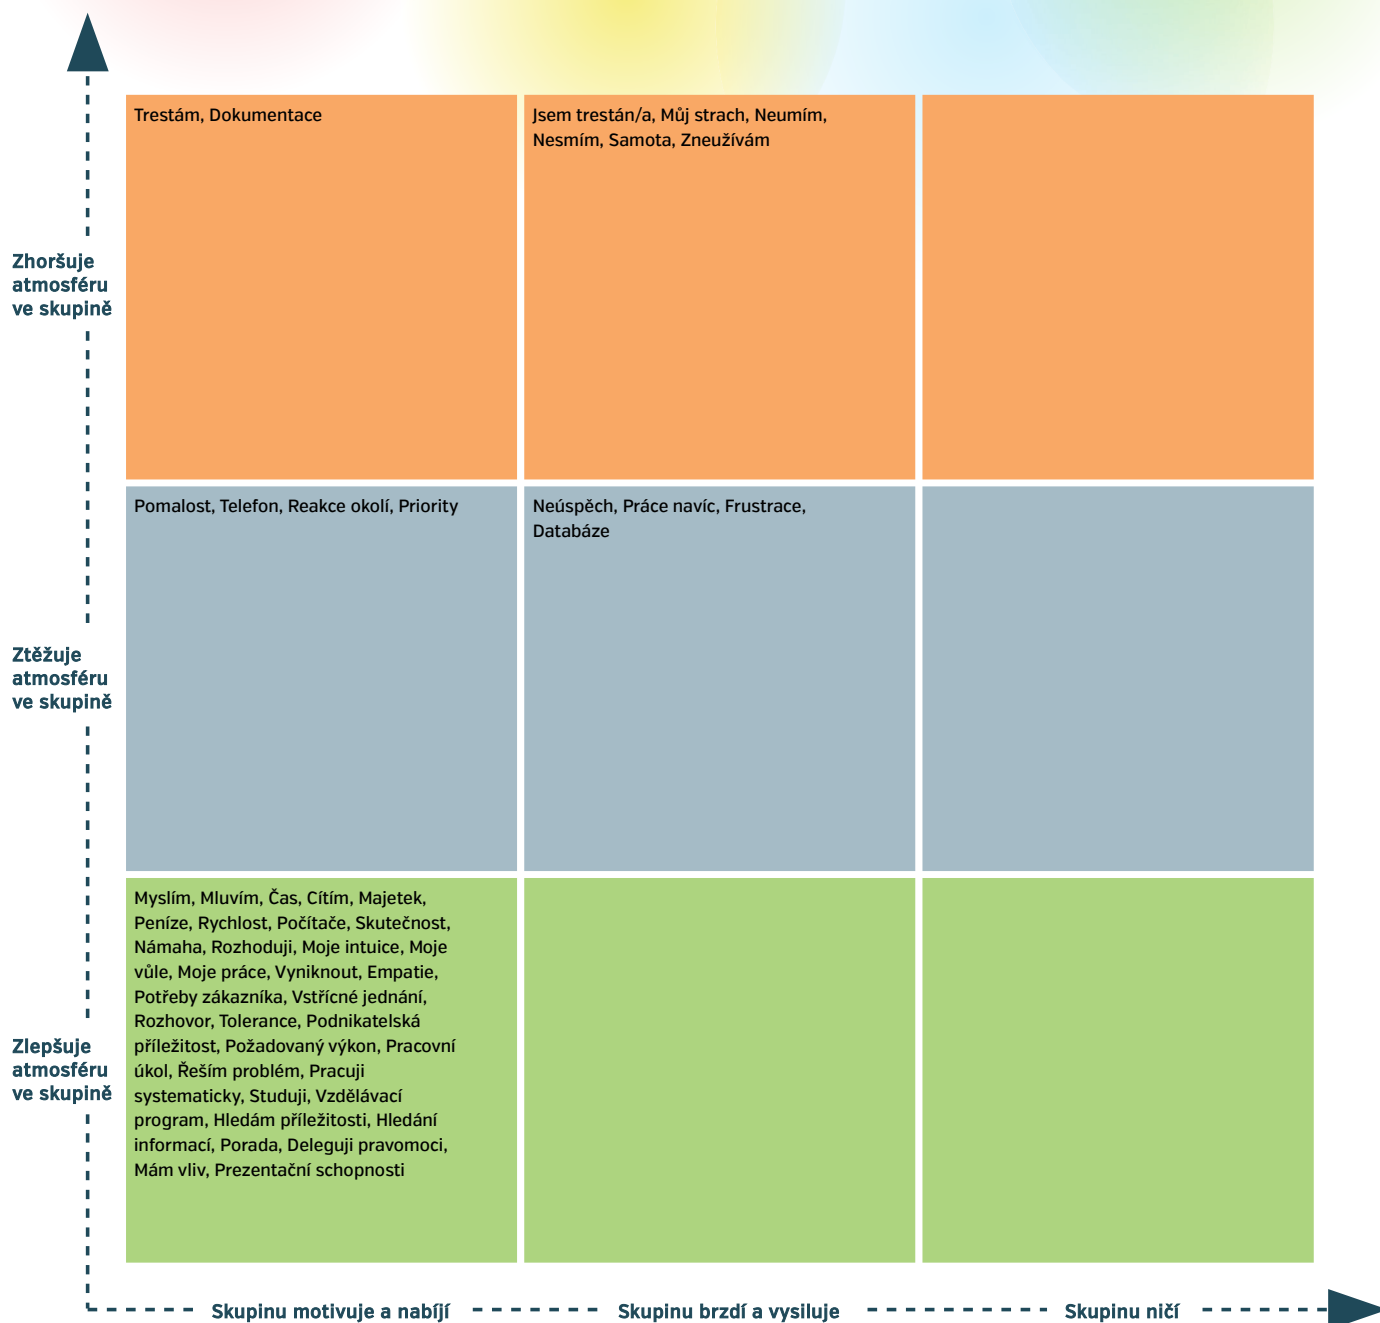 Trestám, Dokumentace
Jsem trestán/a, Můj strach, Neumím,
Nesmím, Samota, Zneužívám
Zhoršuje
atmosféru
ve skupině
Pomalost, Telefon, Reakce okolí, Priority
Neúspěch, Práce navíc, Frustrace,
Databáze
Ztěžuje
atmosféru
ve skupině
Myslím, Mluvím, Čas, Cítím, Majetek,
Peníze, Rychlost, Počítače, Skutečnost,
Námaha, Rozhoduji, Moje intuice, Moje
vůle, Moje práce, Vyniknout, Empatie,
Potřeby zákazníka, Vstřícné jednání,
Rozhovor, Tolerance, Podnikatelská
příležitost, Požadovaný výkon, Pracovní
úkol, Řeším problém, Pracuji
systematicky, Studuji, Vzdělávací
program, Hledám příležitosti, Hledání
informací, Porada, Deleguji pravomoci,
Mám vliv, Prezentační schopnosti
Zlepšuje
atmosféru
ve skupině
Skupinu motivuje a nabíjí
Skupinu brzdí a vysiluje
Skupinu ničí